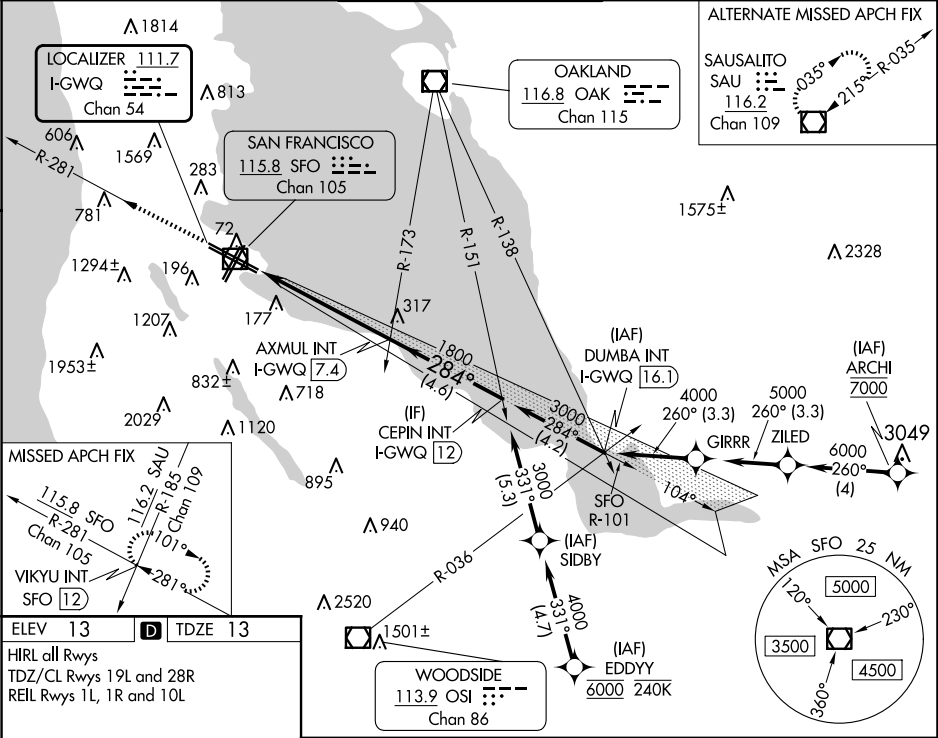 1814
LOCALIZER 111.7
I-GWQ
Chan 54
813
606
1569
R-281
283
781
SAN FRANCISCO
115.8 SFO
Chan 105
OAKLAND
116.8 OAK
Chan 115
ALTERNATE MISSED APCH FIX
SAUSALITO
SAU
116.2
Chan 109
035°
215°
R-035
1575±
2328
72
1294±
196
177
1207
1953±
832±
718
2029
1120
895
940
317
R-173
R-151
R-138
AXMUL INT
I-GWQ 7.4
1800
284°
(4.6)
(IF)
CEPIN INT
I-GWQ 12
3000
284°
(4.2)
(IAF)
DUMBA INT
I-GWQ 16.1
4000
260° (3.3)
GIRRR
5000
260° (3.3)
ZILED
(IAF)
ARCHI
7000
3049
6000
260°
(4)
104°
SFO
R-101
3000
331°
(5.3)
(IAF)
SIDBY
R-036
4000
331°
(4.7)
(IAF)
EDDYY
6000 240K
MISSED APCH FIX
116.2 SAU
R-185
Chan 109
115.8 SFO
R-281
Chan 105
101°
281°
VIKYU INT
SFO 12
2520
1501±
WOODSIDE
113.9 OSI
Chan 86
MSA SFO 25 NM
120°
5000
230°
3500
4500
360°
ELEV 13
D
TDZE 13
HIRL all Rwys
TDZ/CL Rwys 19L and 28R
REIL Rwys 1L, 1R and 10L